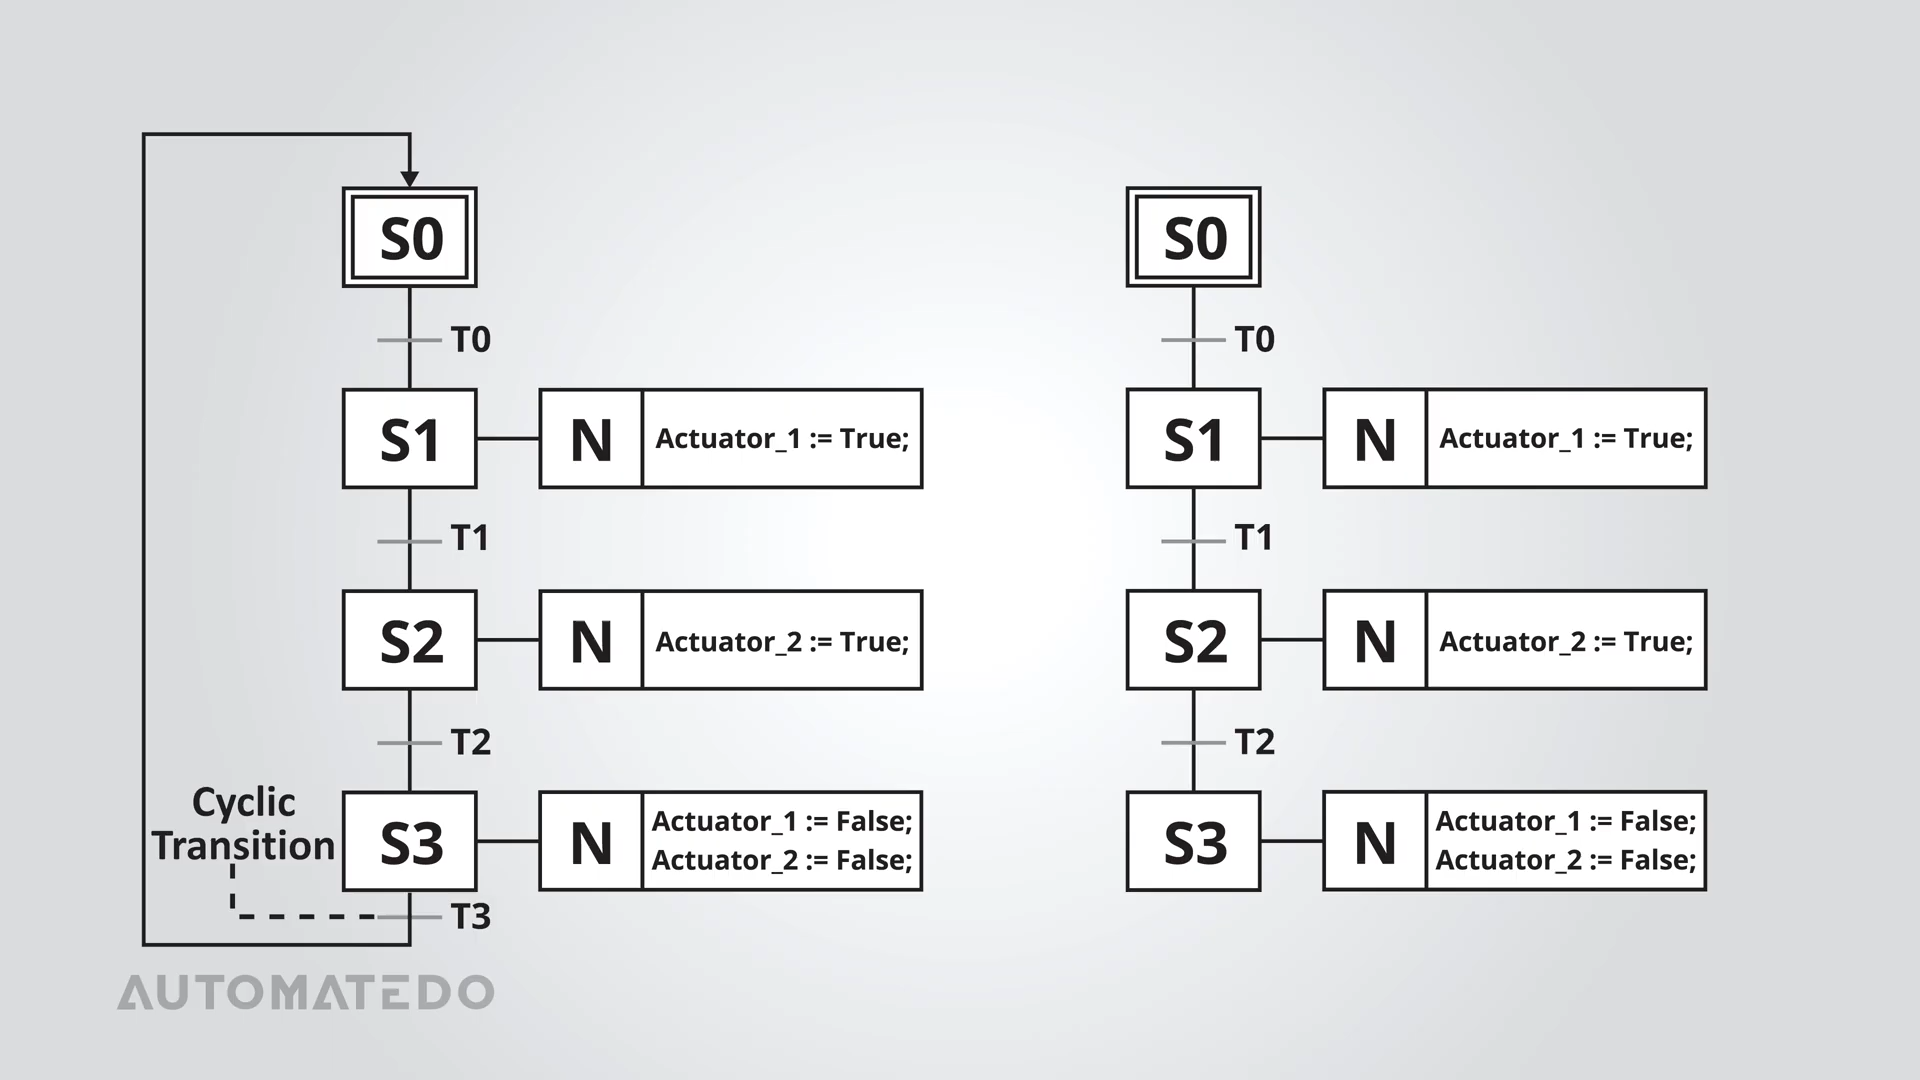 S0
T0
S1
N
Actuator_1 := True;
T1
S2
N
Actuator_2 := True;
T2
Cyclic
Transition
S3
N
Actuator_1 := False;
Actuator_2 := False;
T3
S0
T0
S1
N
Actuator_1 := True;
T1
S2
N
Actuator_2 := True;
T2
S3
N
Actuator_1 := False;
Actuator_2 := False;
AUTOMATEDO